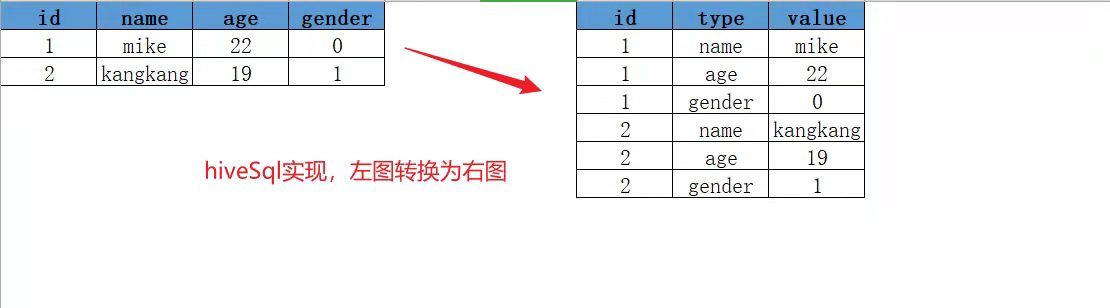 id name age gender
1 mike 22 0
2 kangkang 19 1
id type value
1 name mike
1 age 22
1 gender 0
2 name kangkang
2 age 19
2 gender 1
hiveSql实现，左图转换为右图